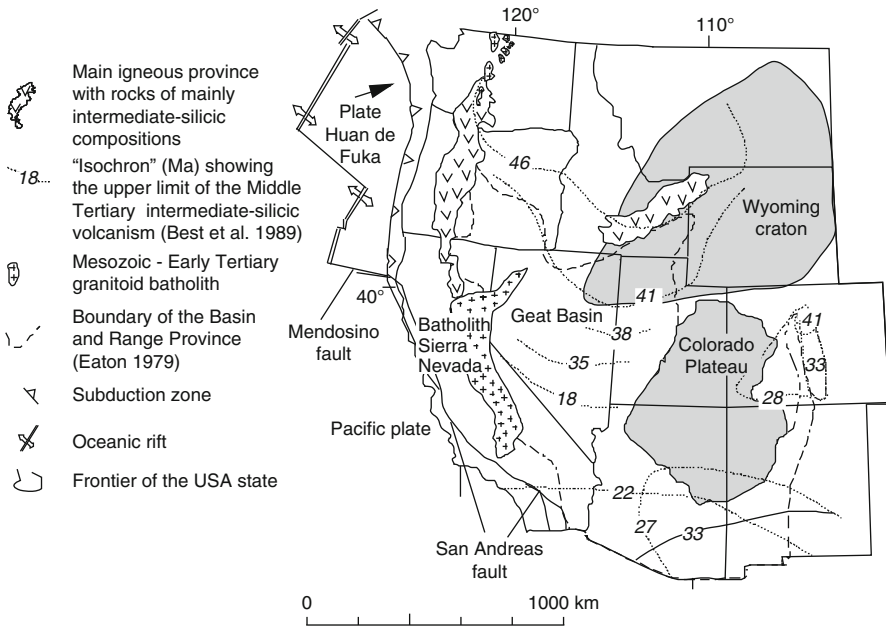 Main igneous province
with rocks of mainly
intermediate-silicic
compositions
18
“Isochron” (Ma) showing
the upper limit of the Middle
Tertiary intermediate-silicic
volcanism (Best et al. 1989)
Mesozoic - Early Tertiary
granitoid batholith
Boundary of the Basin
and Range Province
(Eaton 1979)
Subduction zone
Oceanic rift
Frontier of the USA state
120°
110°
Plate
Huan de
Fuka
46
Wyoming
craton
40°
41
Mendosino
fault
Batholith
Sierra
Nevada
Geat Basin
38
35
18
Colorado
Plateau
41
33
28
Pacific plate
22
27
33
San Andreas
fault
0
1000 km